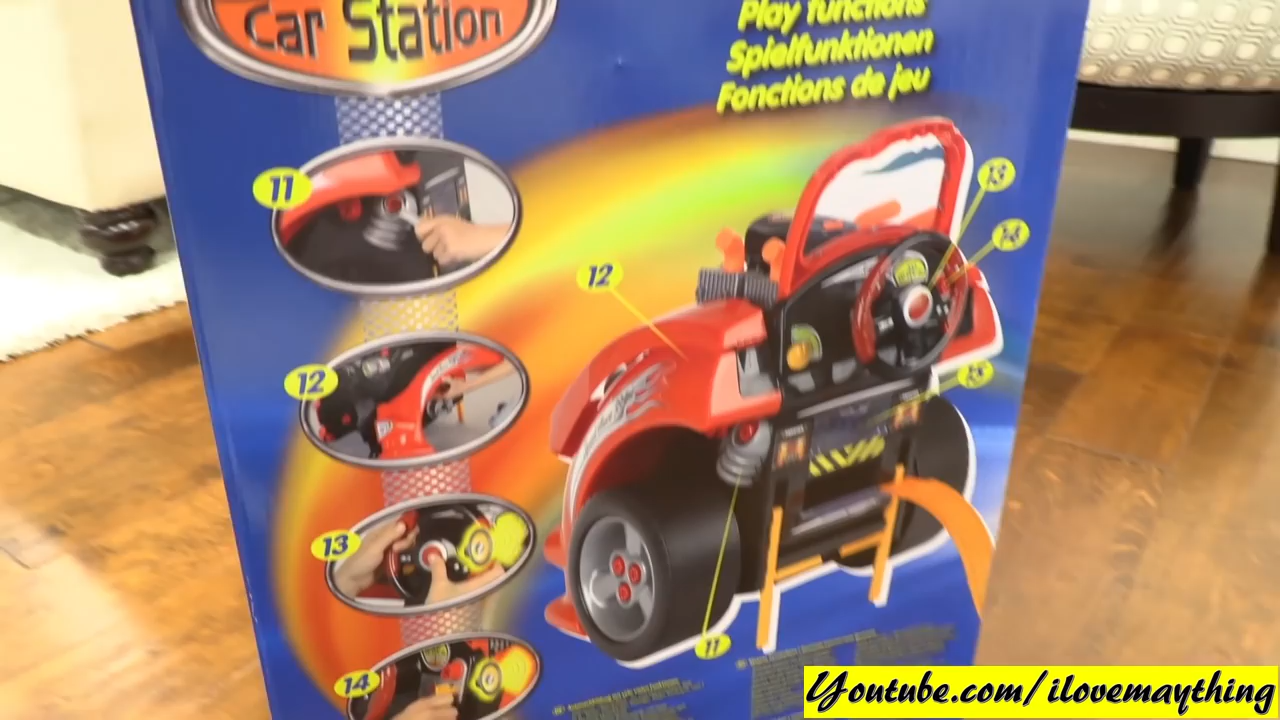 Car Station
Play functions
Spielfunktionen
Fonctions de jeu
11
12
13
14
12
13
14
15
11
Youtube.com/ilovemaything